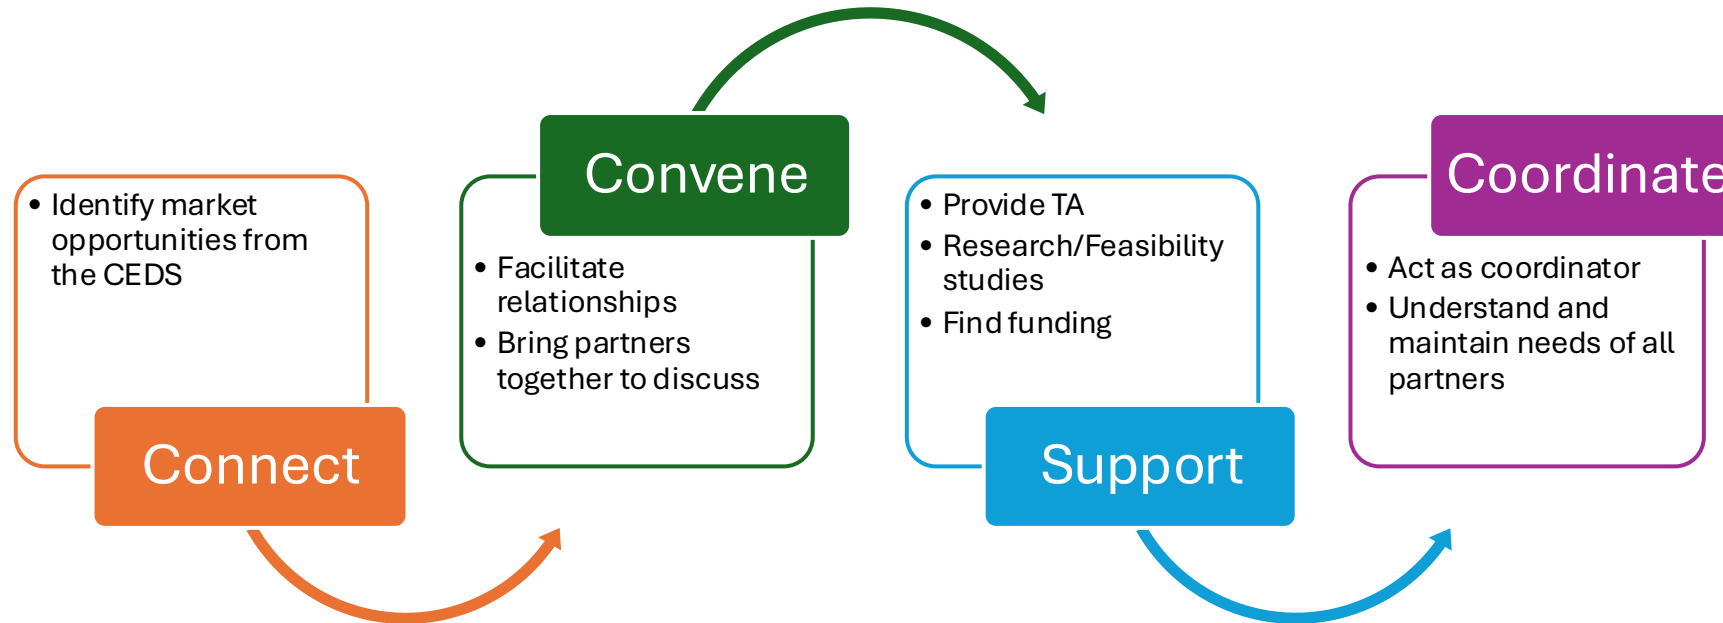 • Identify market
opportunities from
the CEDS
Connect
Convene
• Facilitate
relationships
• Bring partners
together to discuss
• Provide TA
• Research/Feasibility
studies
• Find funding
Support
Coordinate
• Act as coordinator
• Understand and
maintain needs of all
partners